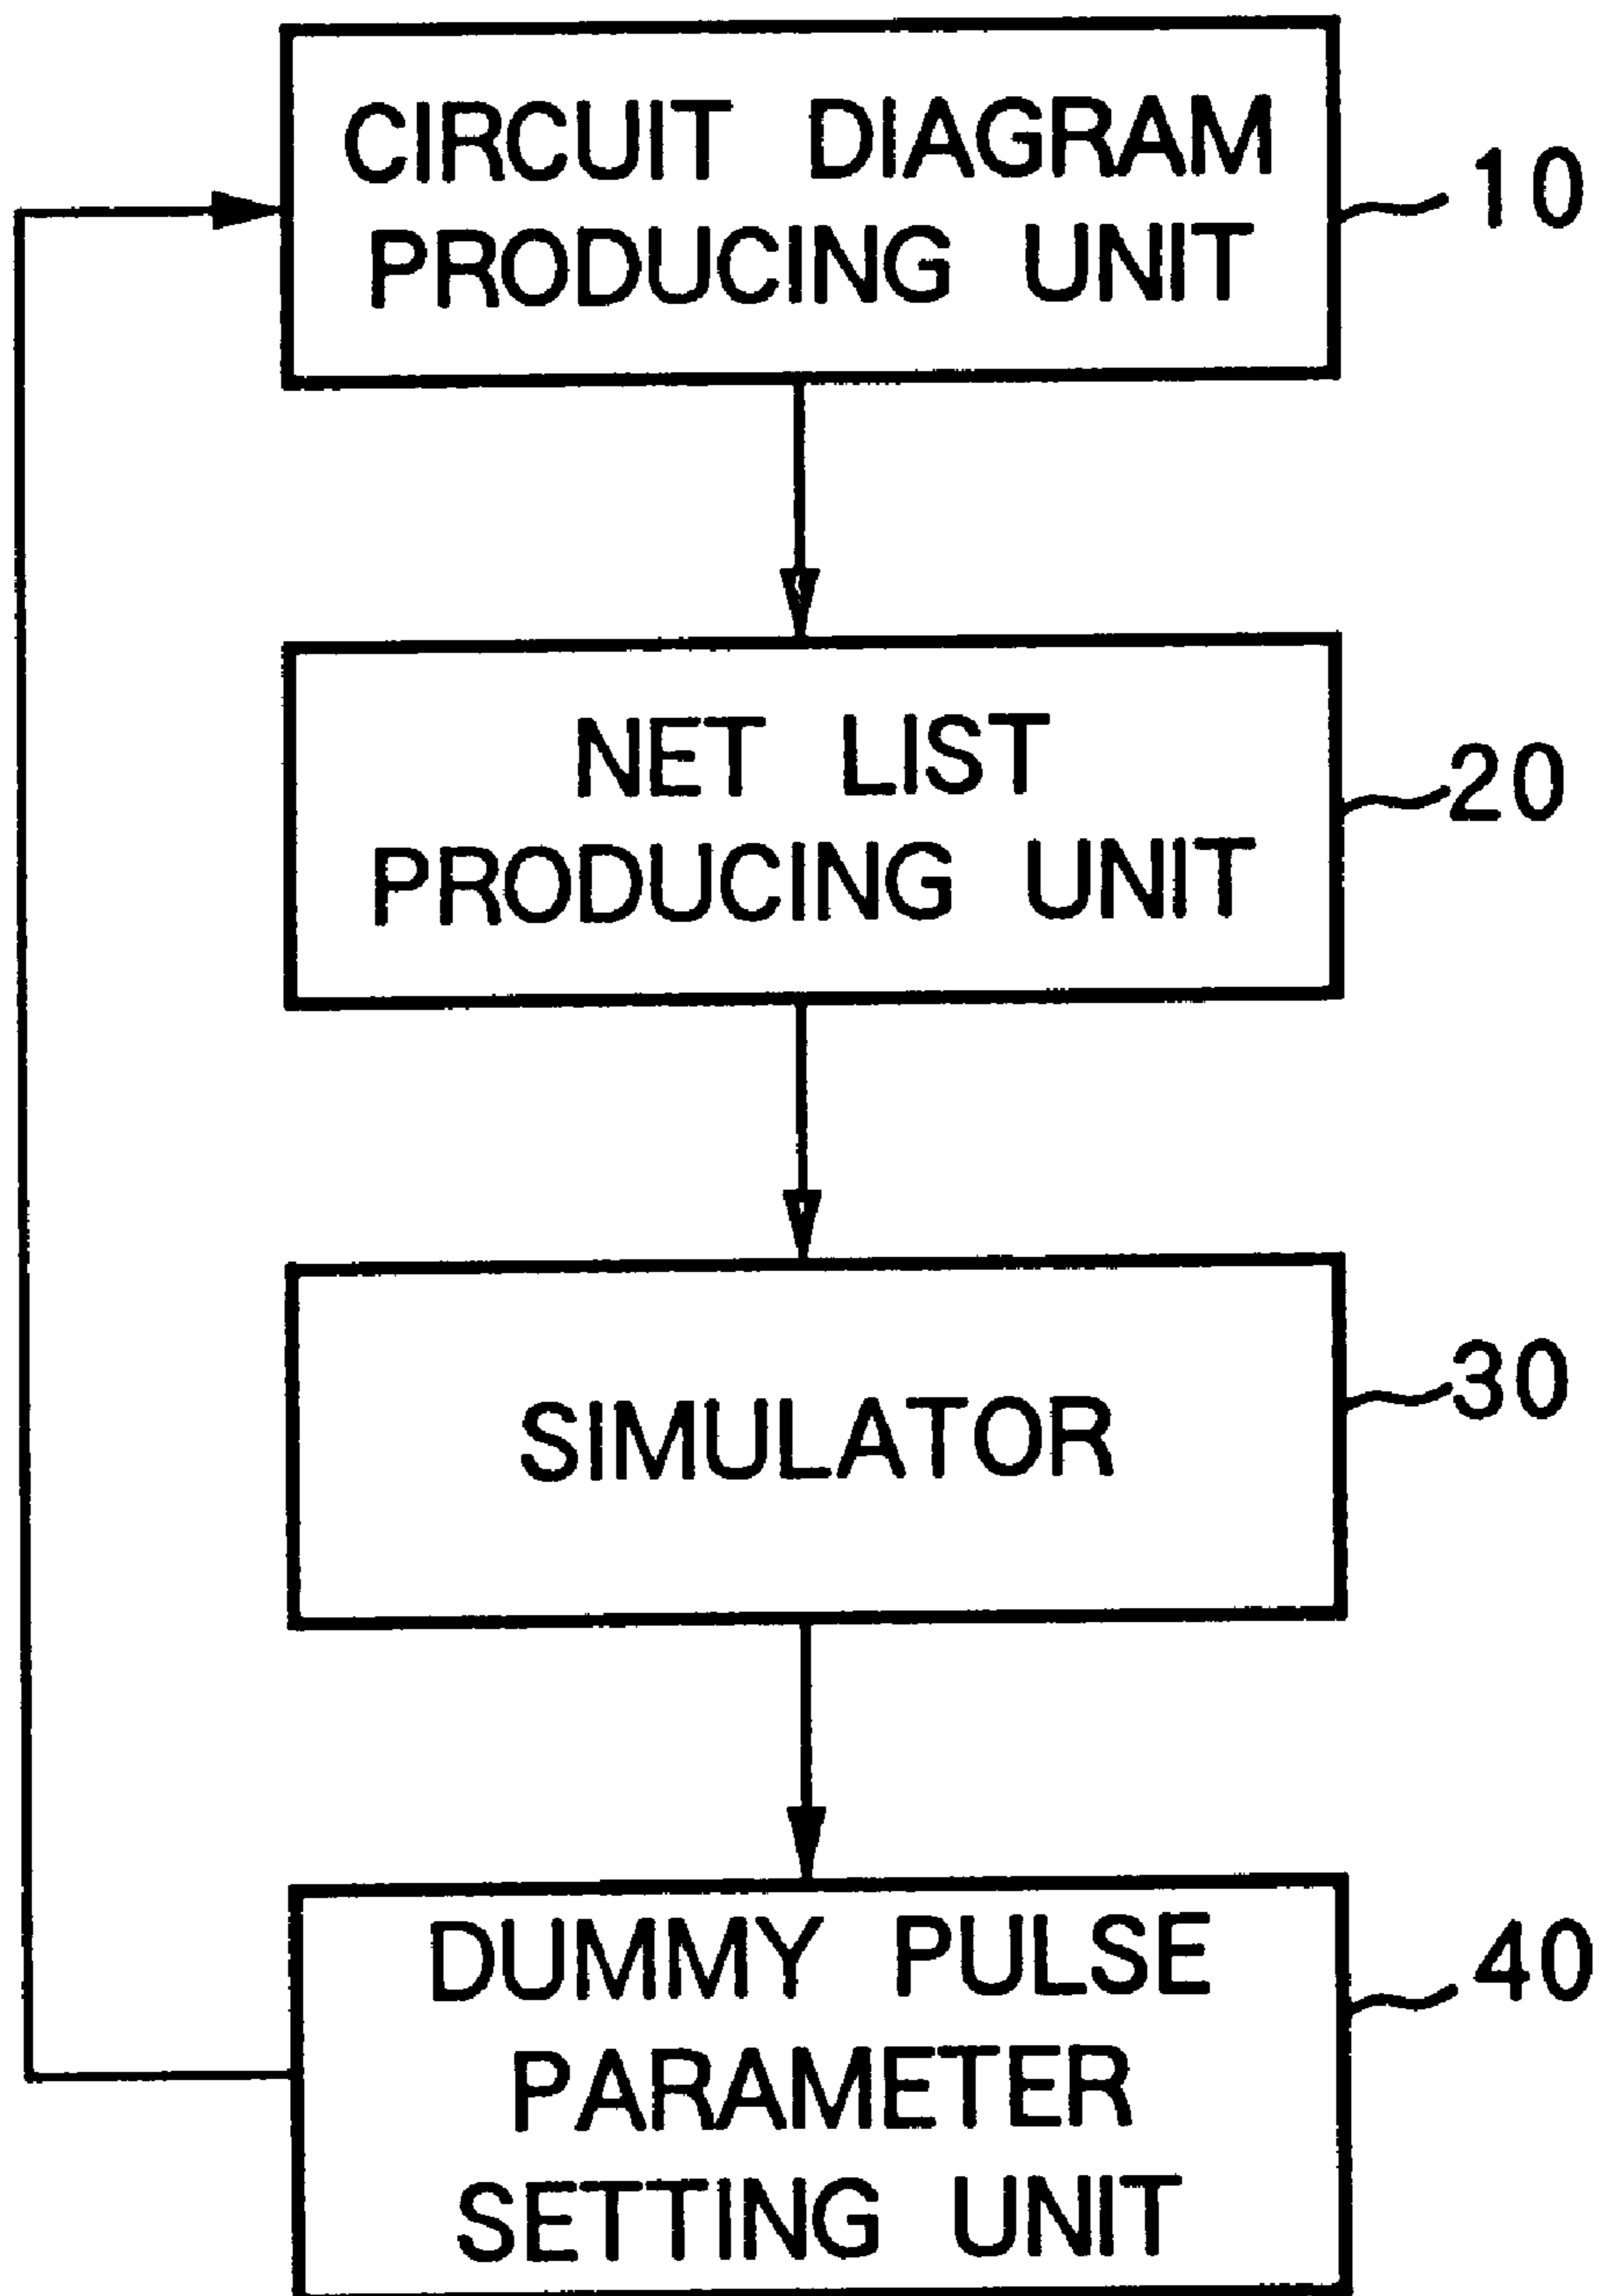 CIRCUIT DIAGRAM
PRODUCING UNIT
10
NET LIST
PRODUCING UNIT
20
SIMULATOR
30
DUMMY PULSE
PARAMETER
SETTING UNIT
40